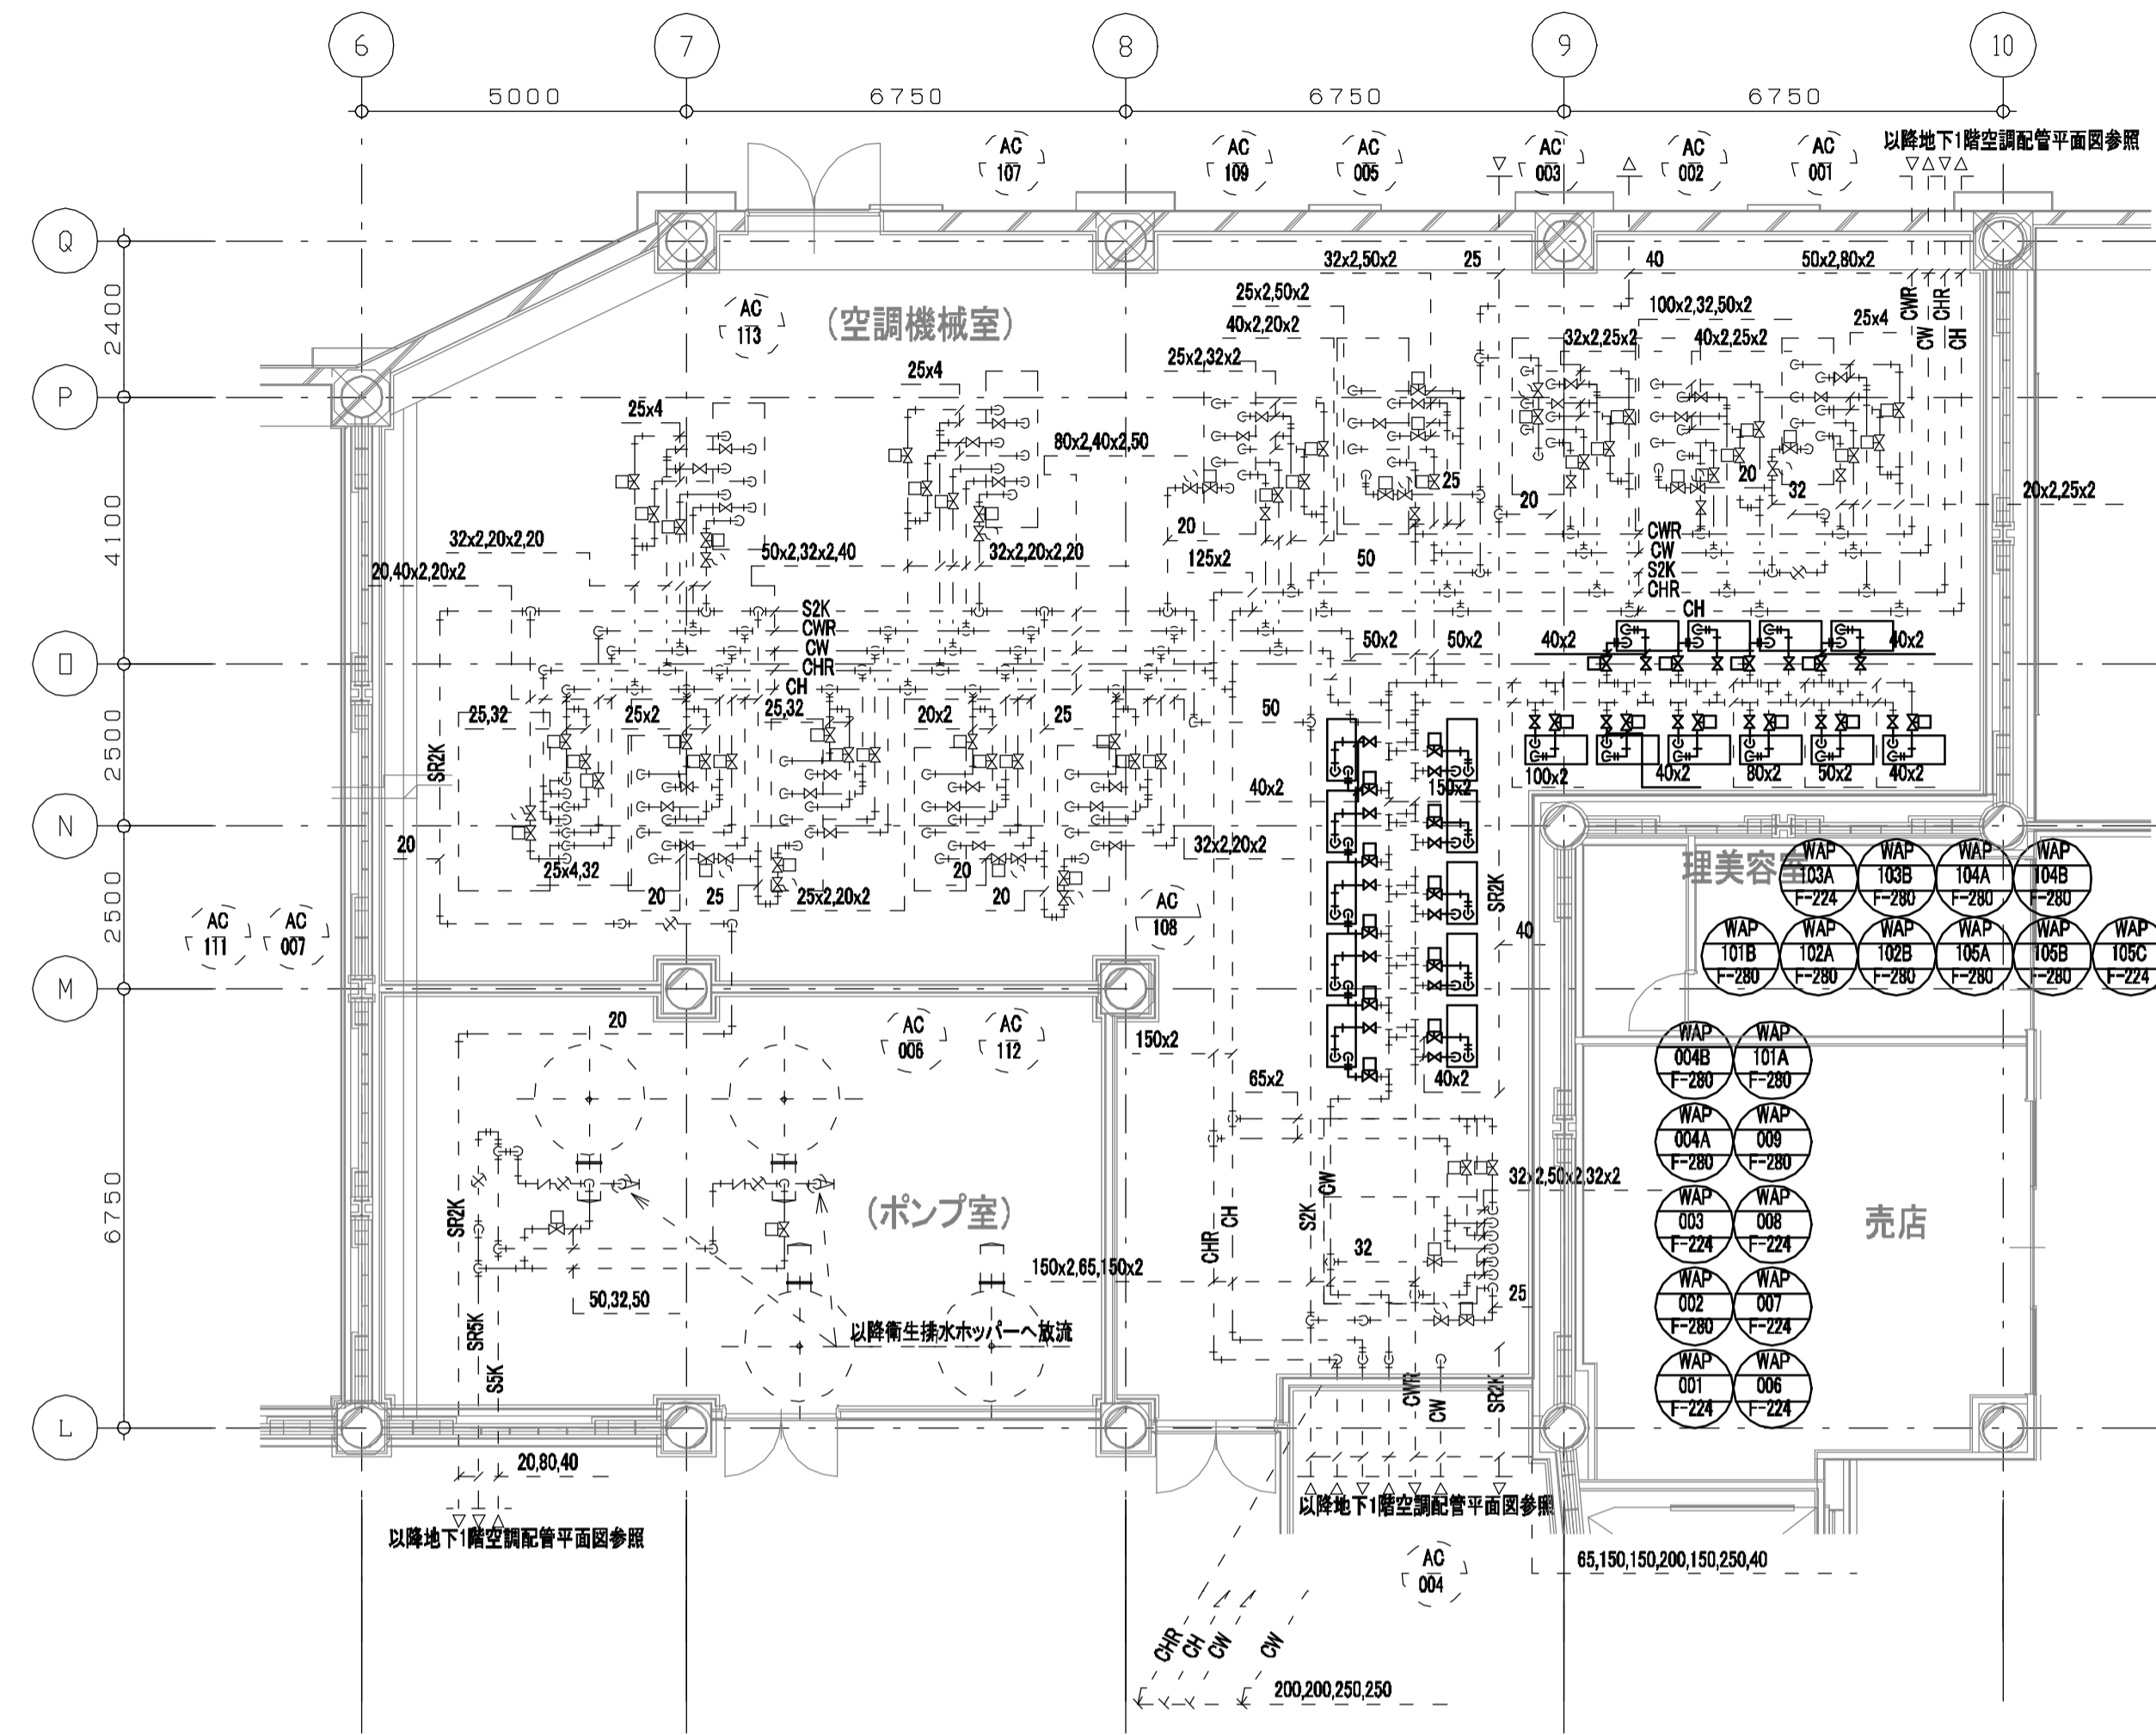 6
7
8
9
10
5000
6750
6750
6750
AC
107
AC
109
AC
005
AC
003
AC
002
AC
001
以降地下1階空調配管平面図参照
Q
2400
P
4100
O
2500
N
2500
M
6750
L
AC
113
(空調機械室)
32x2,50x2
25
40
50x2,80x2
25x2,50x2
40x2,20x2
100x2,32,50x2
25x4
CWR
CW
CHR
CH
25x2,32x2
32x2,25x2
40x2,25x2
25x4
25x4
80x2,40x2,50
25
20
20
32
20x2,25x2
20
32x2,20x2,20
50x2,32x2,40
32x2,20x2,20
125x2
50
CWR
CW
S2K
CHR
CH
20,40x2,20x2
S2K
CWR
CW
CHR
CH
50x2
50x2
40x2
40x2
25,32
25x2
25,32
20x2
25
50
SR2K
40x2
150x2
100x2
40x2
80x2
50x2
40x2
20
25x4,32
20
25
25x2,20x2
20
20
32x2,20x2
SR2K
40
AC
111
AC
007
AC
108
理美容室
WAP
103A
F-224
WAP
103B
F-280
WAP
104A
F-280
WAP
104B
F-280
WAP
101B
F-280
WAP
102A
F-280
WAP
102B
F-280
WAP
105A
F-280
WAP
105B
F-280
WAP
105C
F-224
20
AC
006
AC
112
150x2
65x2
40x2
WAP
004B
F-280
WAP
101A
F-280
WAP
004A
F-280
WAP
009
F-280
WAP
003
F-224
WAP
008
F-224
WAP
002
F-280
WAP
007
F-224
WAP
001
F-224
WAP
006
F-224
売店
32x2,50x2,32x2
SR2K
(ポンプ室)
CHR
CH
S2K
CW
32
150x2,65,150x2
25
50,32,50
以降衛生排水ホッパーへ放流
SR5K
S5K
CWR
CW
SR2K
20,80,40
以降地下1階空調配管平面図参照
以降地下1階空調配管平面図参照
65,150,150,200,150,250,40
AC
004
CHR
CH
CW
CW
200,200,250,250